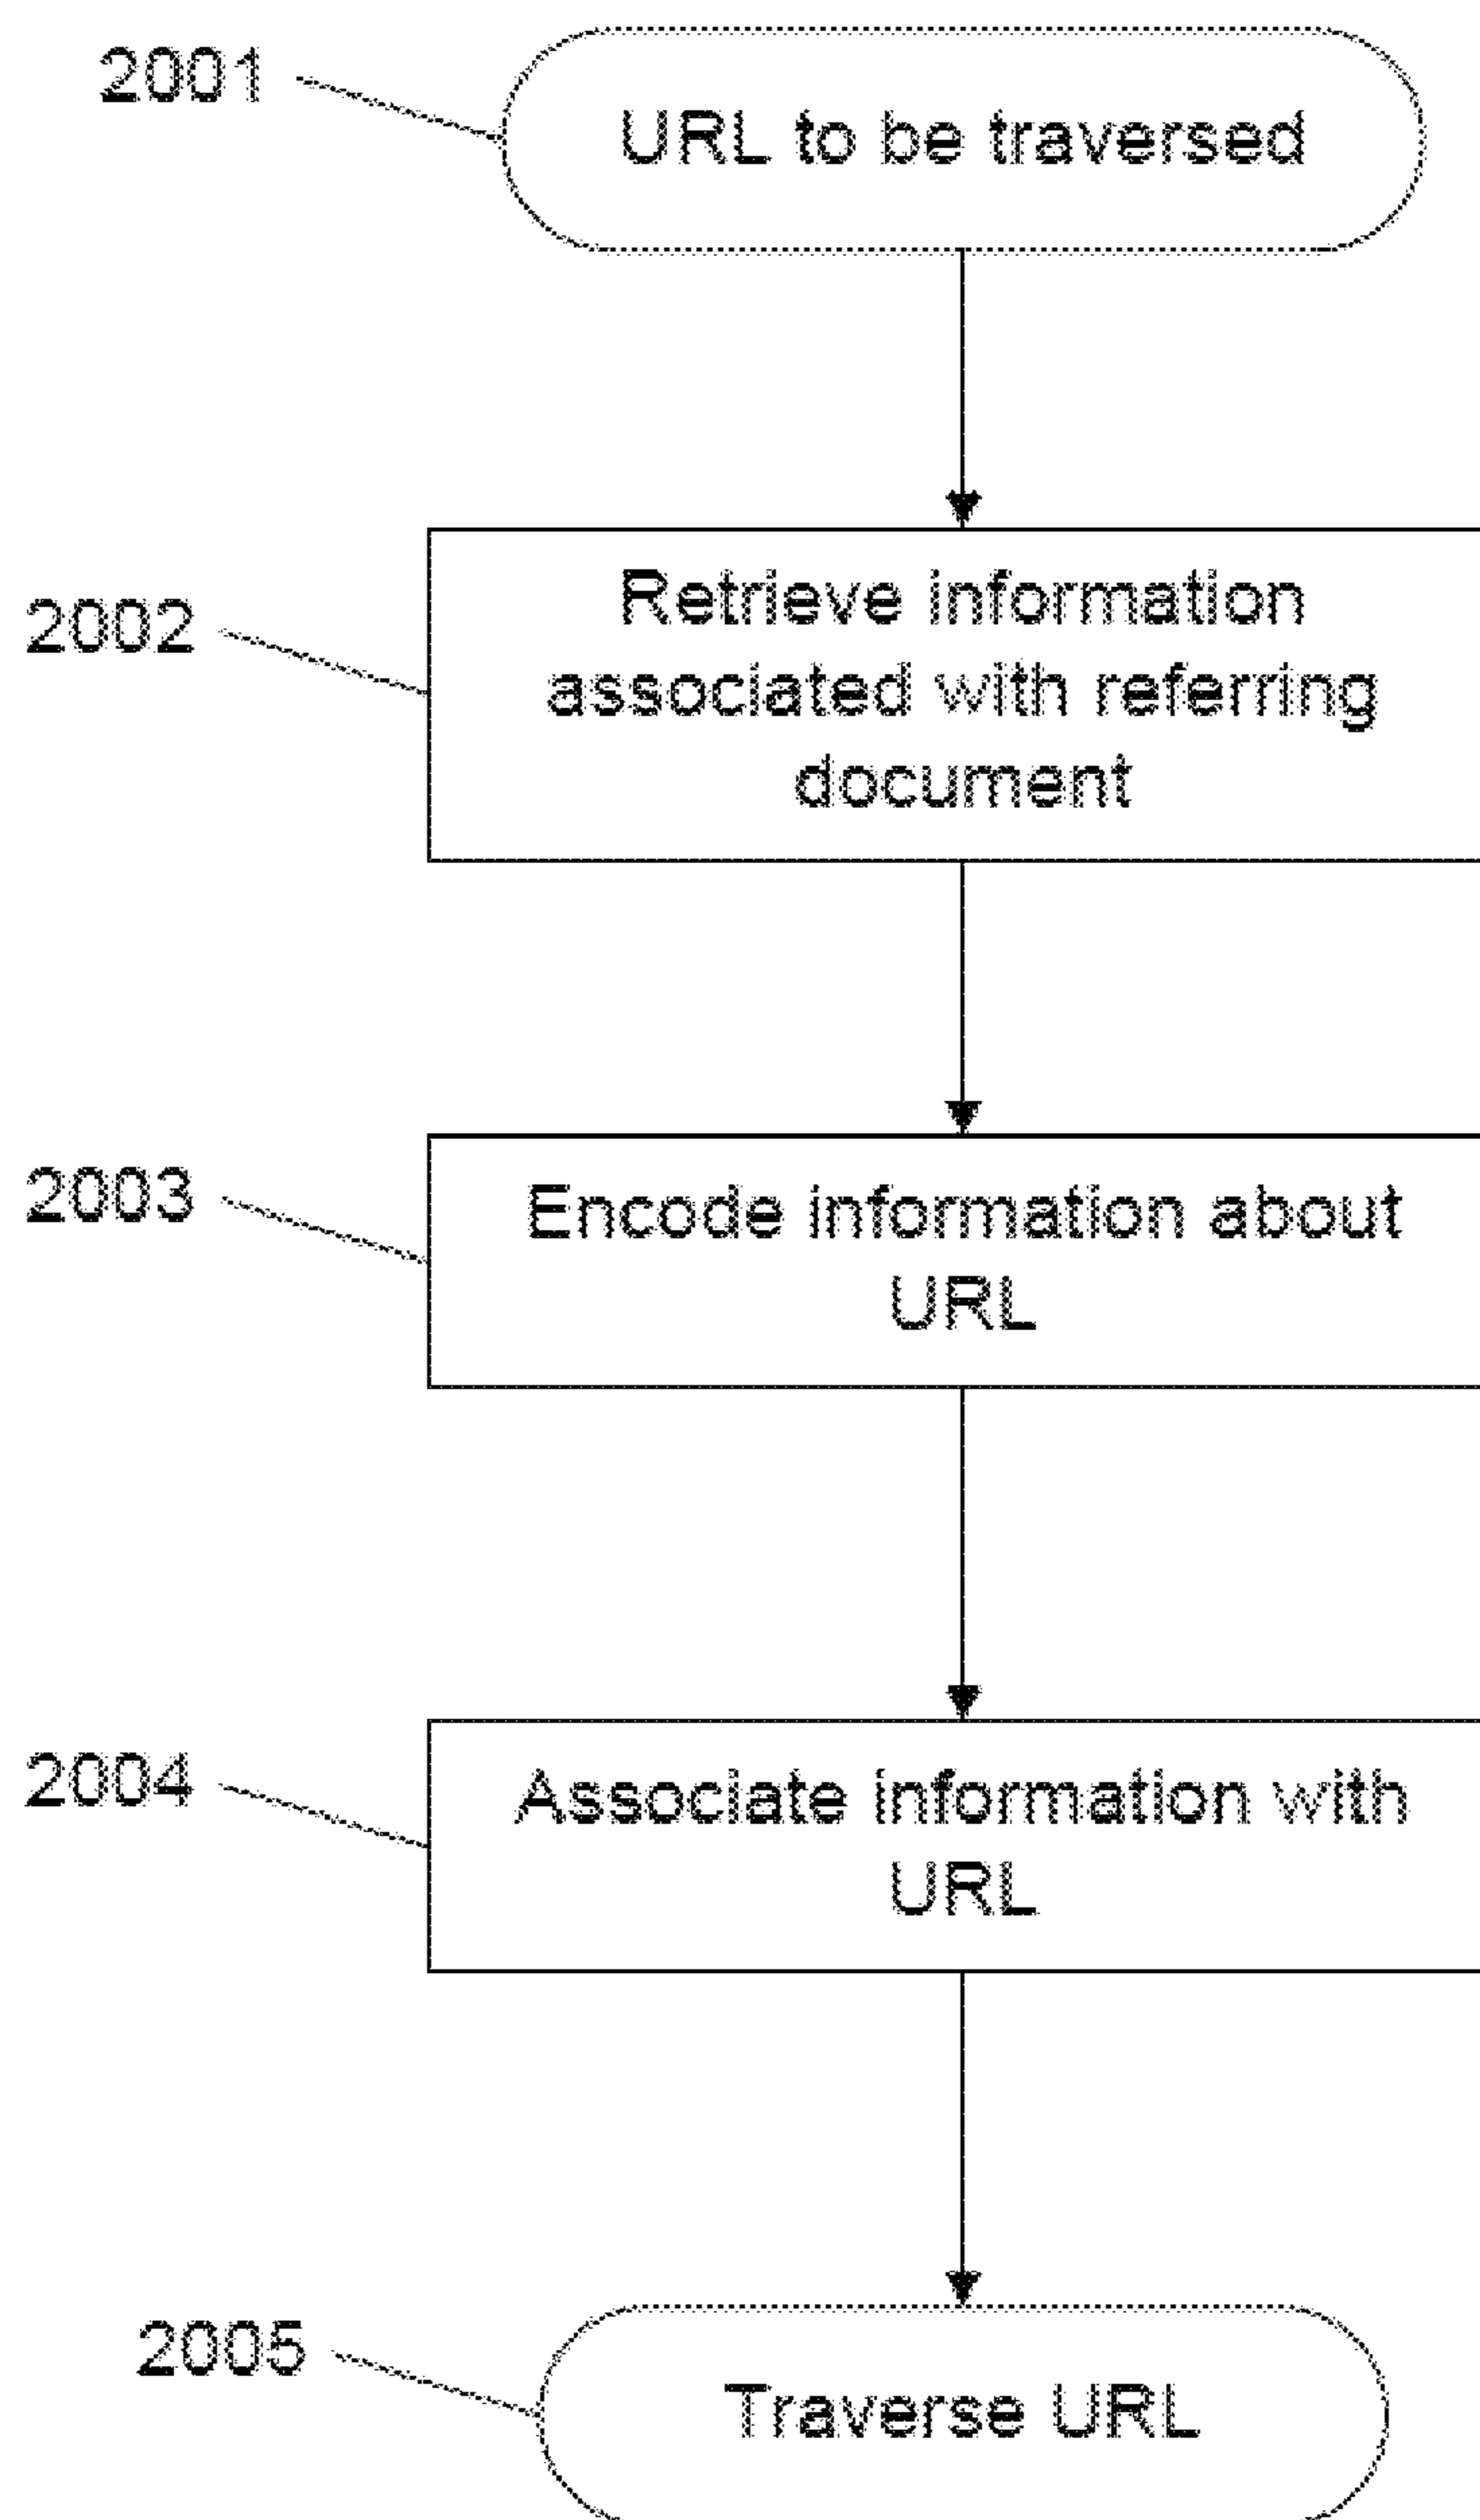 2001
URL to be traversed
2002
Retrieve information
associated with referring
document
2003
Encode information about
URL
2004
Associate information with
URL
2005
Traverse URL